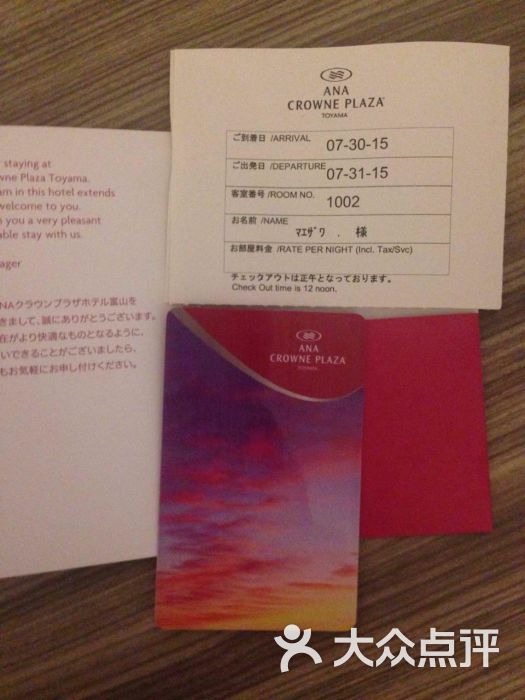 ANA
CROWNE PLAZA
TOYAMA
ご到着日 /ARRIVAL 07-30-15
ご出発日 /DEPARTURE 07-31-15
客室番号 /ROOM NO. 1002
お名前 /NAME ﾏｴｻﾞﾜ . 様
お部屋料金 /RATE PER NIGHT (Incl. Tax/Svc)
チェックアウトは正午となっております。
Check Out time is 12 noon.
staying at
wne Plaza Toyama.
am in this hotel extends
welcome to you.
you a very pleasant
able stay with us.
ager
NAクラウンプラザホテル富山を
きまして、誠にありがとうございます。
在がより快適なものとなるように、
いできることがございましたら、
もお気軽にお申し付けください。
ANA
CROWNE PLAZA
TOYAMA
大众点评